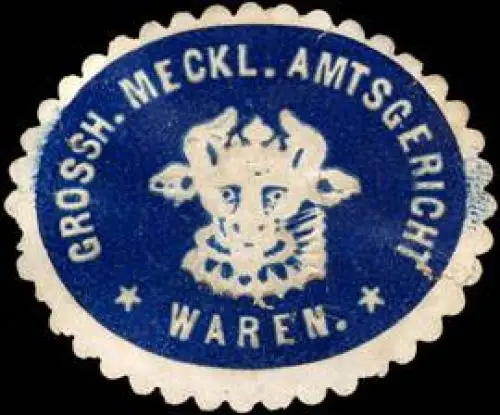 GROSSH. MECKL. AMTSGERICHT
* WAREN. *